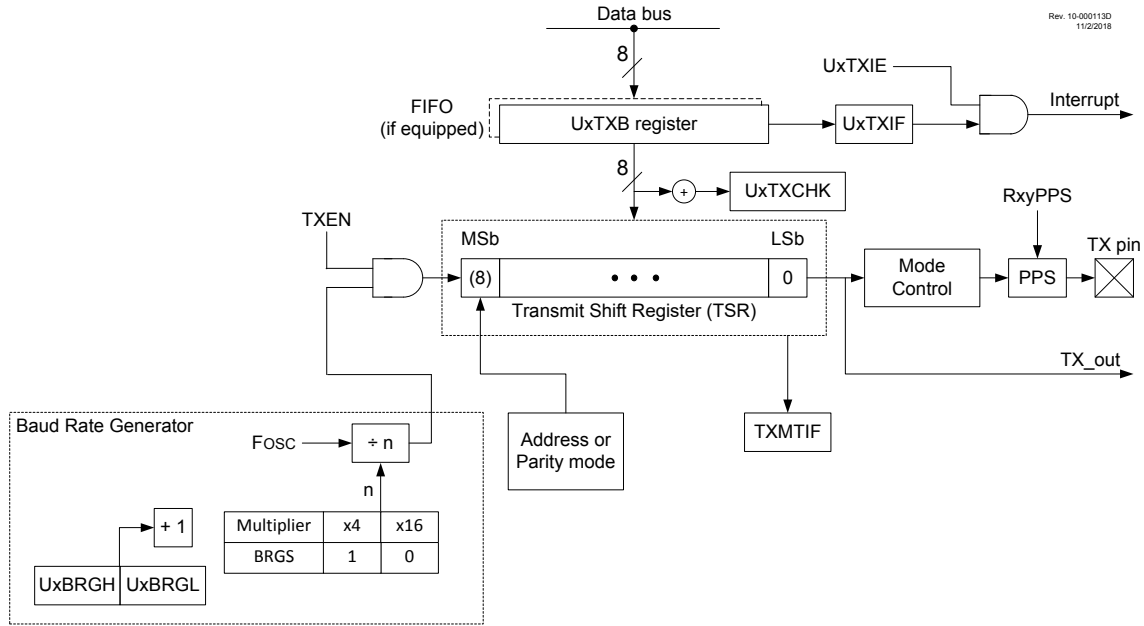 Data bus
Rev. 10-000113D
11/2/2018
8
UxTXIE
FIFO
(if equipped)
UxTXB register
UxTXIF
Interrupt
8
+
UxTXCHK
TXEN
RxyPPS
MSb
LSb
TX pin
(8)
• • •
0
Mode
Control
PPS
Transmit Shift Register (TSR)
TX_out
Baud Rate Generator
FOSC
÷ n
Address or
Parity mode
TXMTIF
n
+ 1
Multiplier x4 x16
BRGS 1 0
UxBRGH UxBRGL